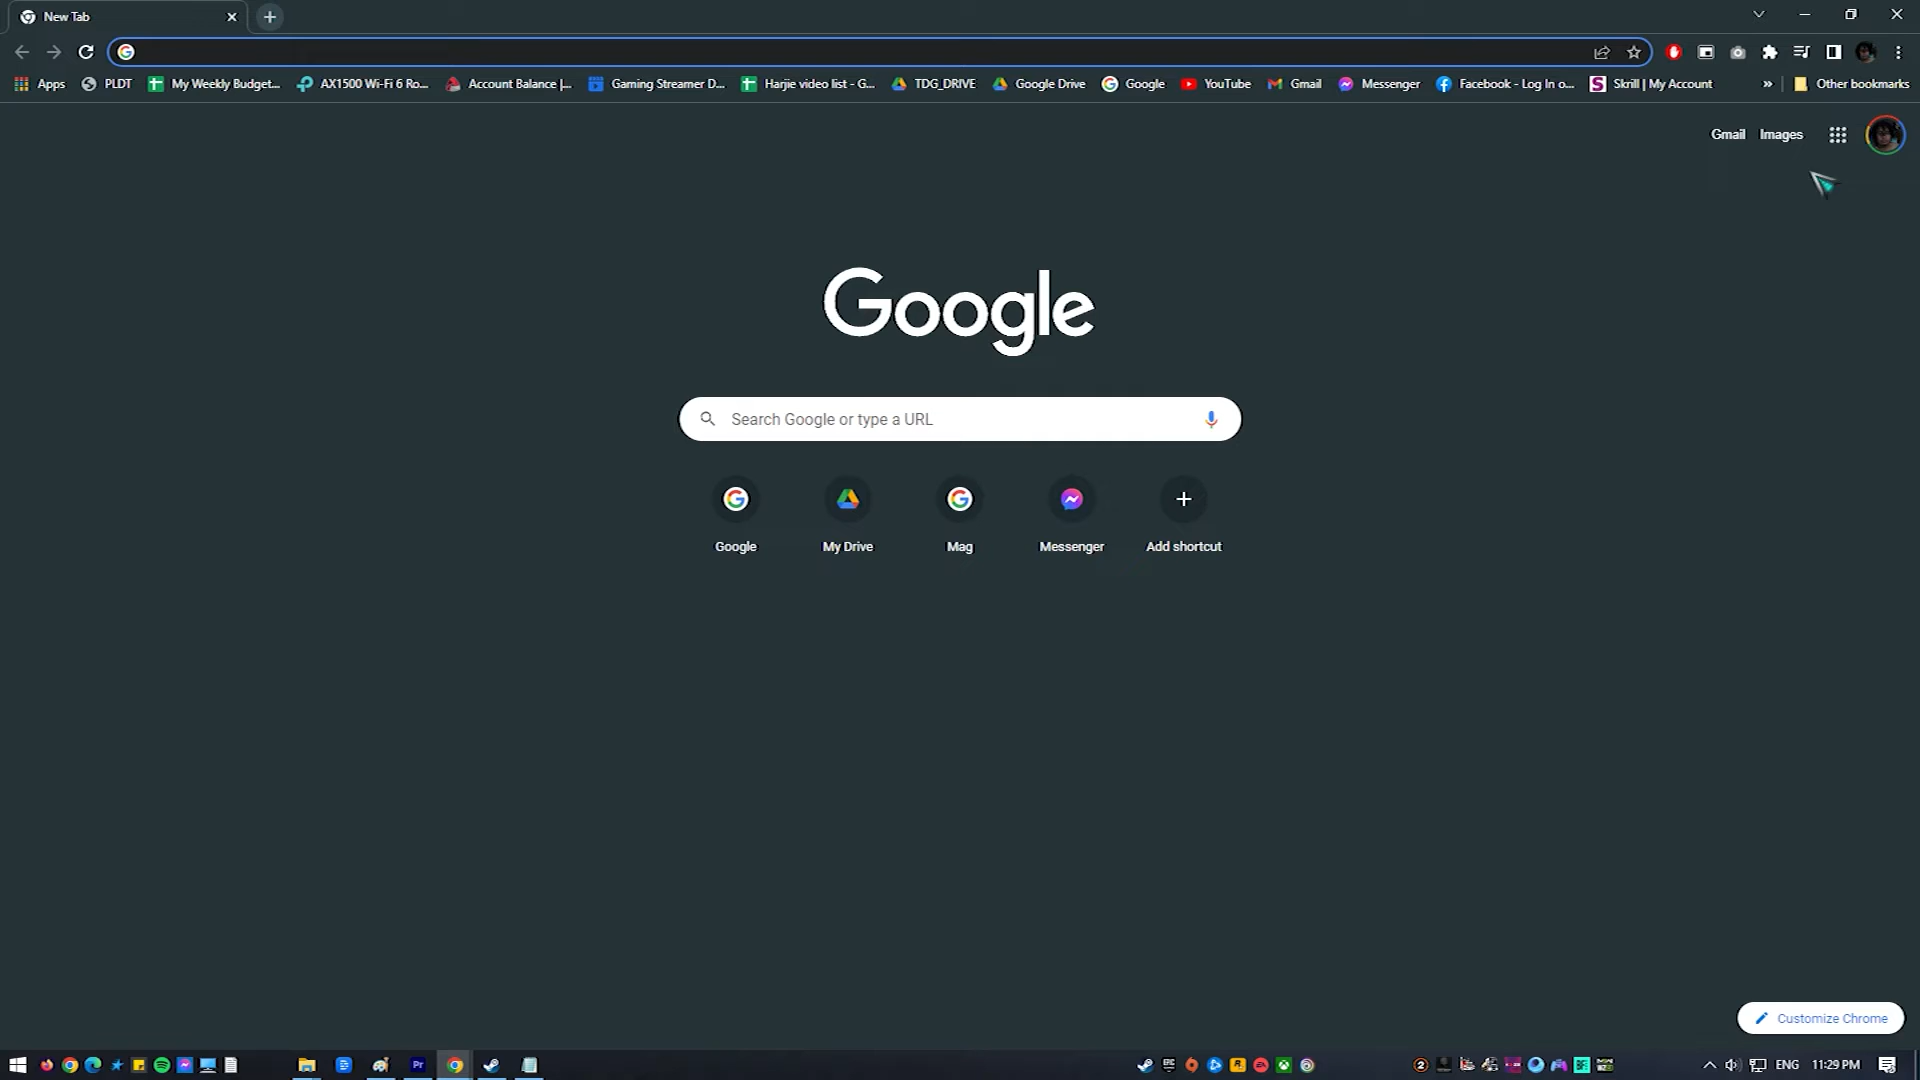 New Tab
Apps PLDT My Weekly Budget... AX1500 Wi-Fi 6 Ro... Account Balance |... Gaming Streamer D... Harjie video list - G... TDG_DRIVE Google Drive Google YouTube Gmail Messenger Facebook - Log In o... Skrill | My Account » Other bookmarks
Gmail Images
Google
Search Google or type a URL
Google My Drive Mag Messenger Add shortcut
Customize Chrome
Pr ENG 11:29 PM